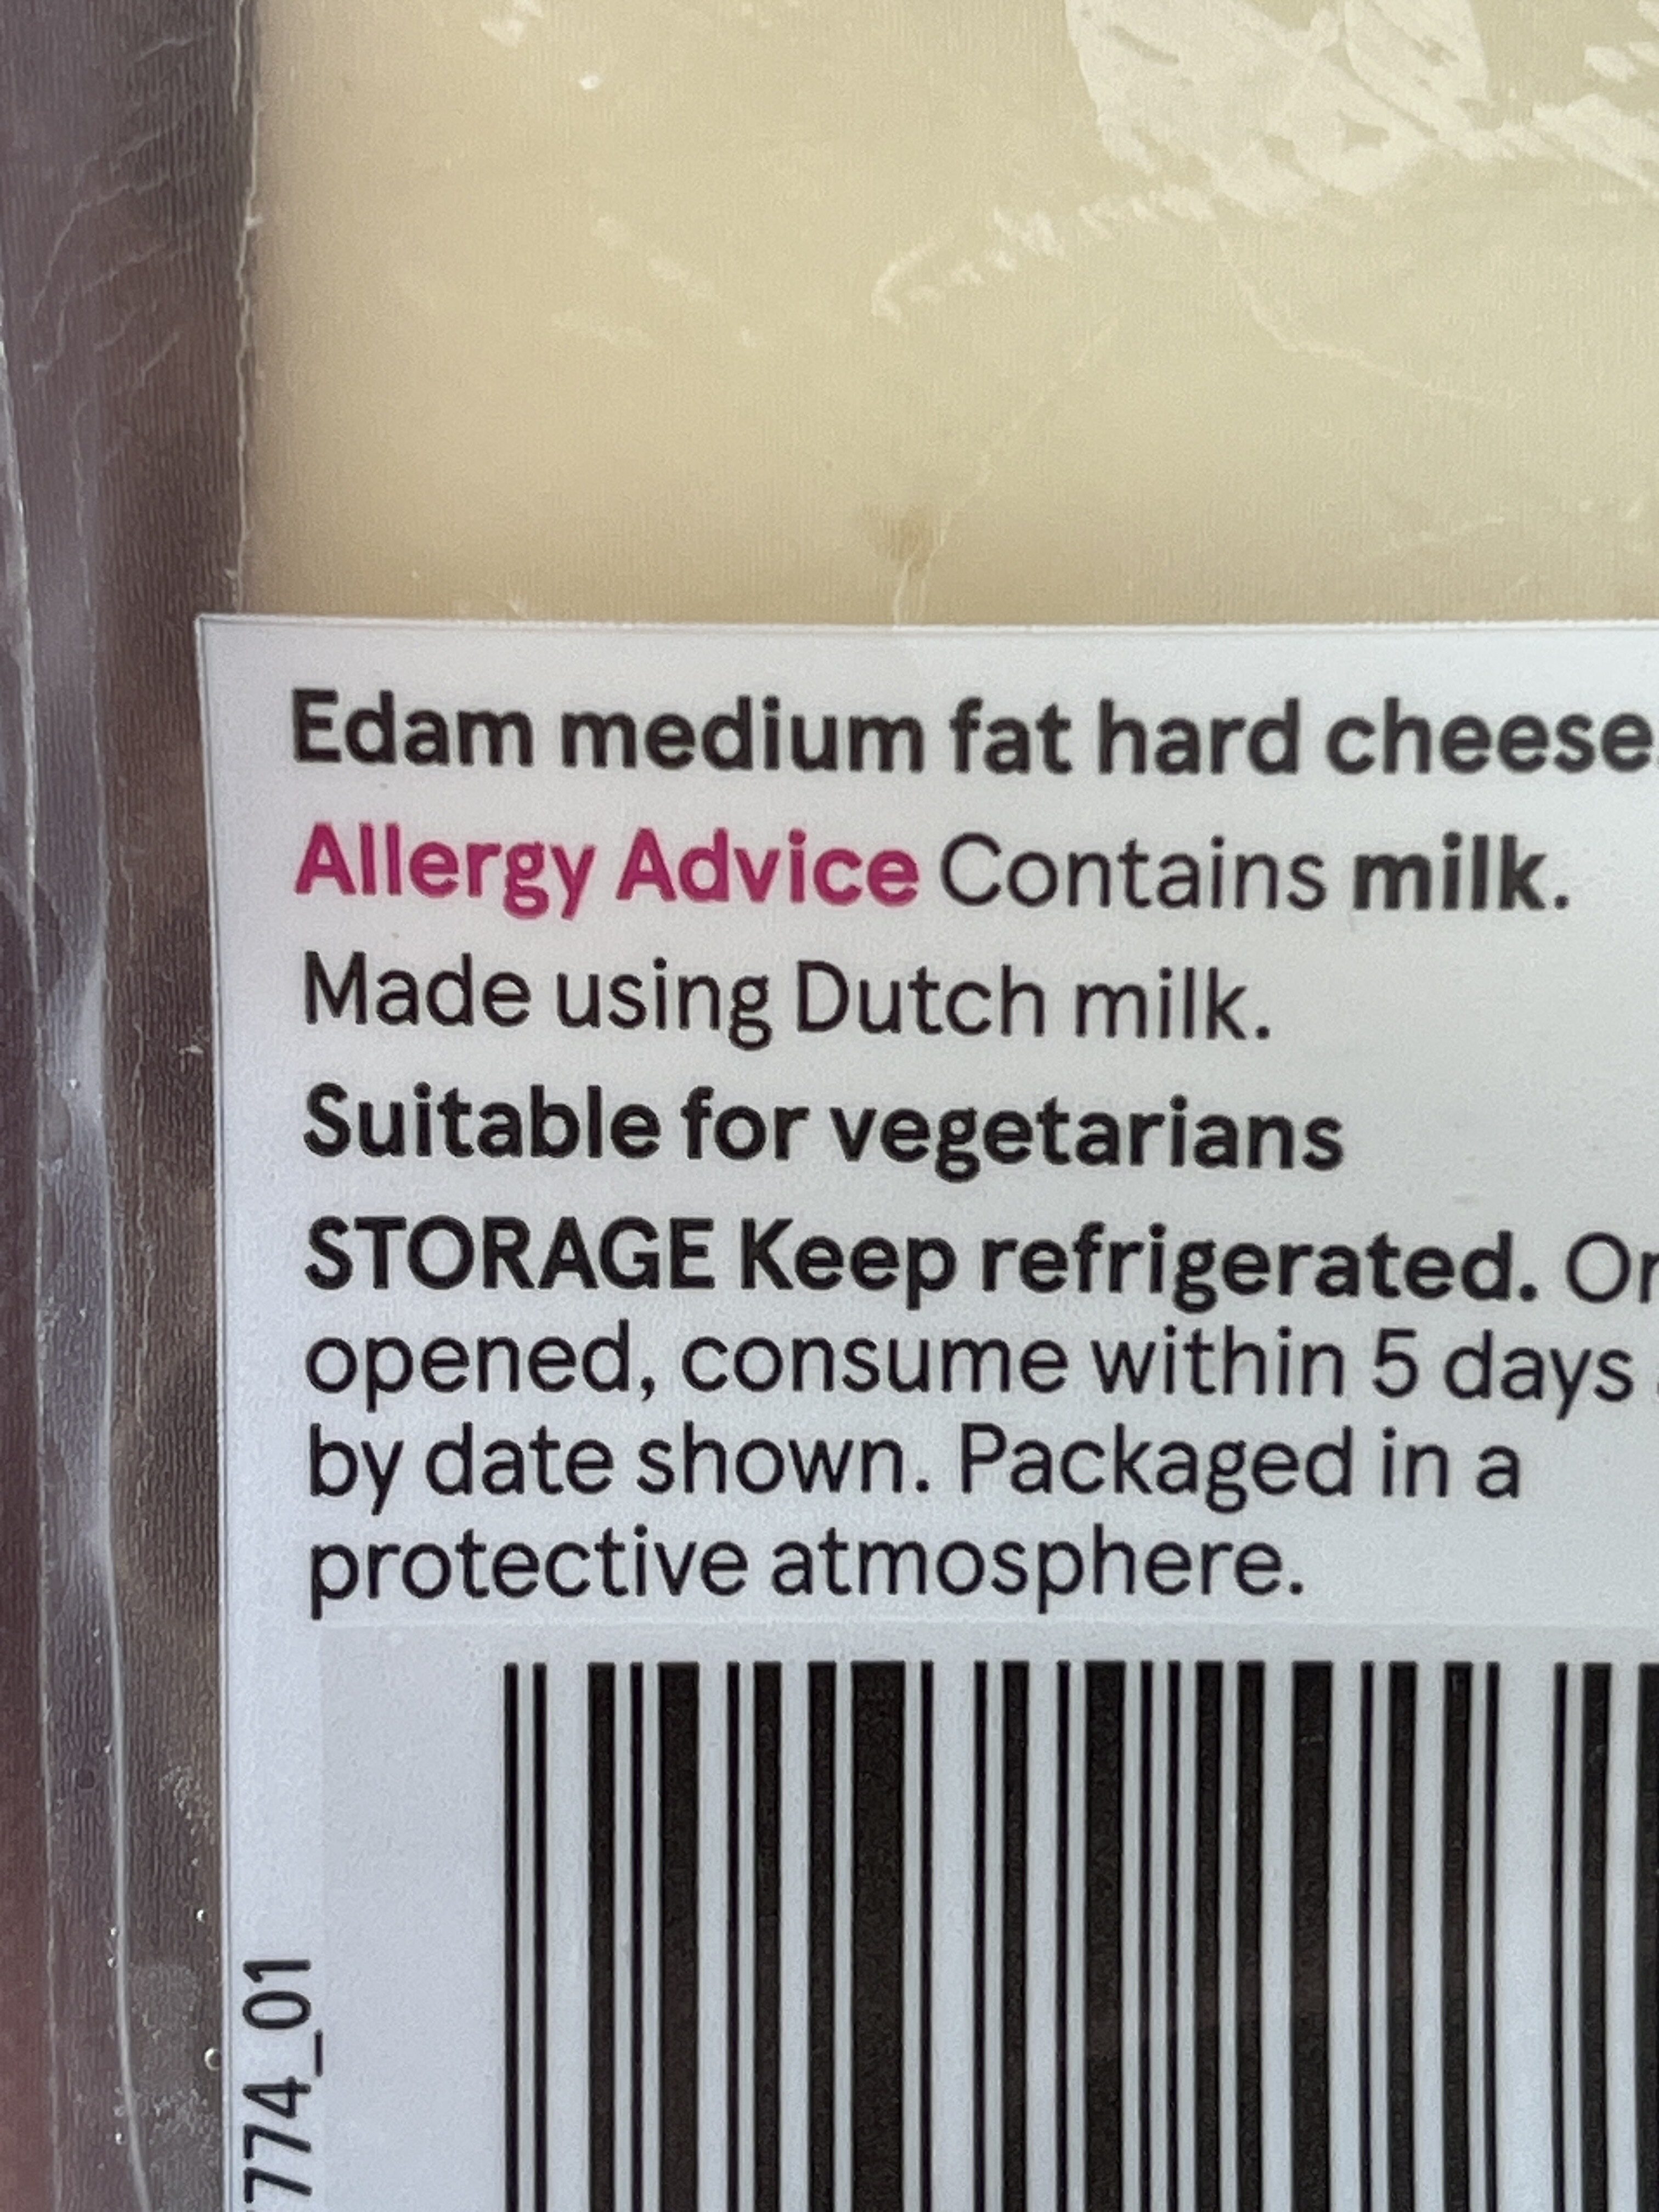 Edam medium fat hard cheese.
Allergy Advice Contains milk.
Made using Dutch milk.
Suitable for vegetarians
STORAGE Keep refrigerated.
opened, consume within 5 days
by date shown. Packaged in a
protective atmosphere.
774_01